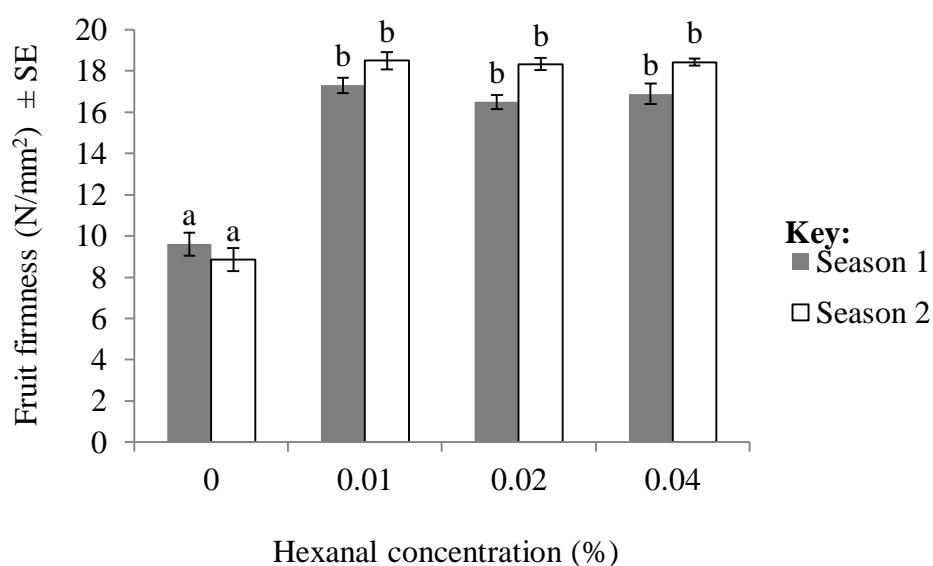 Fruit firmness (N/mm²) ± SE
20
18
16
14
12
10
8
6
4
2
0
a
a
b
b
b
b
b
b
0
0.01
0.02
0.04
Hexanal concentration (%)
Key:
Season 1
Season 2